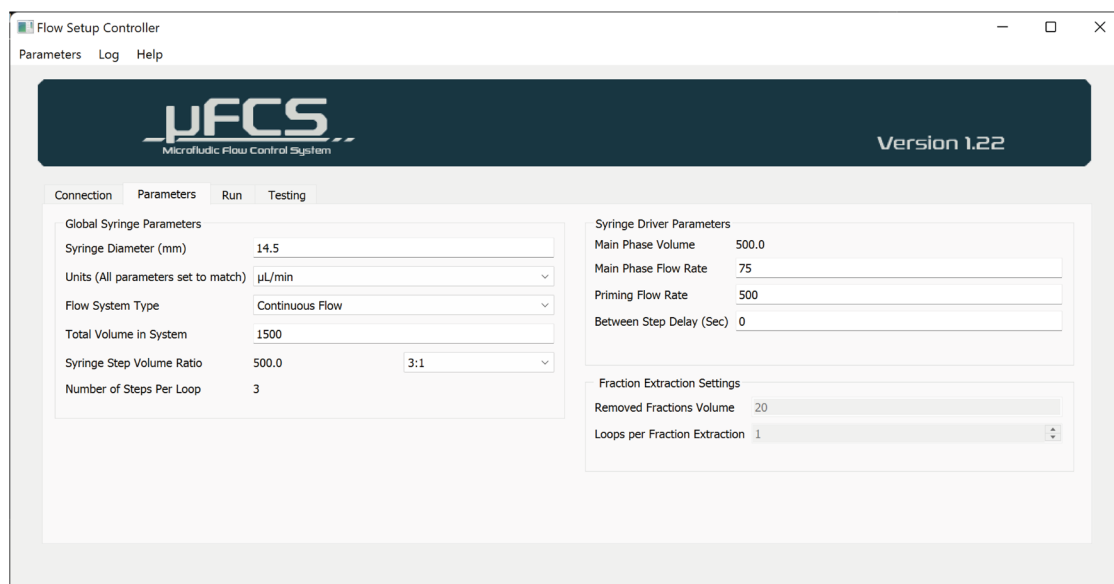 Flow Setup Controller
Parameters Log Help
μFCS
Microfludic Flow Control System
Version 1.22
Connection Parameters Run Testing
Global Syringe Parameters
Syringe Diameter (mm) 14.5
Units (All parameters set to match) µL/min
Flow System Type Continuous Flow
Total Volume in System 1500
Syringe Step Volume Ratio 500.0 3:1
Number of Steps Per Loop 3
Syringe Driver Parameters
Main Phase Volume 500.0
Main Phase Flow Rate 75
Priming Flow Rate 500
Between Step Delay (Sec) 0
Fraction Extraction Settings
Removed Fractions Volume 20
Loops per Fraction Extraction 1